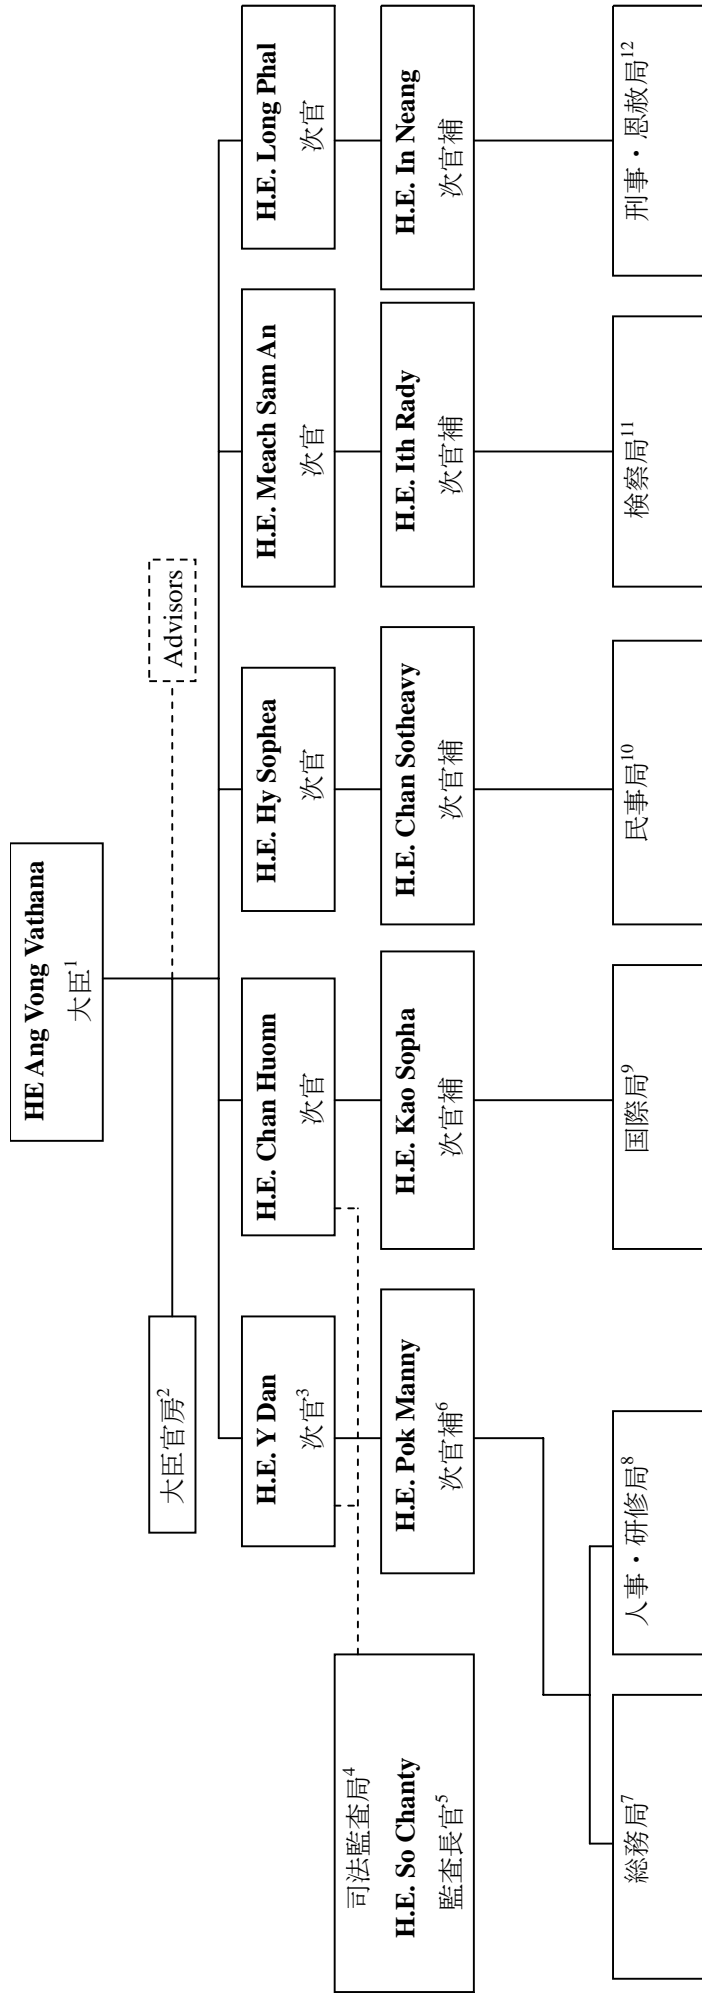 HE Ang Vong Vathana
大臣1
大臣官房2
Advisors
H.E. Y Dan
次官3
H.E. Chan Huonn
次官
H.E. Hy Sophea
次官
H.E. Meach Sam An
次官
H.E. Long Phal
次官
司法監査局4
H.E. So Chanty
監査長官5
H.E. Pok Manny
次官補6
H.E. Kao Sopha
次官補
H.E. Chan Sotheavy
次官補
H.E. Ith Rady
次官補
H.E. In Neang
次官補
総務局7
人事・研修局8
国際局9
民事局10
検察局11
刑事・恩赦局12